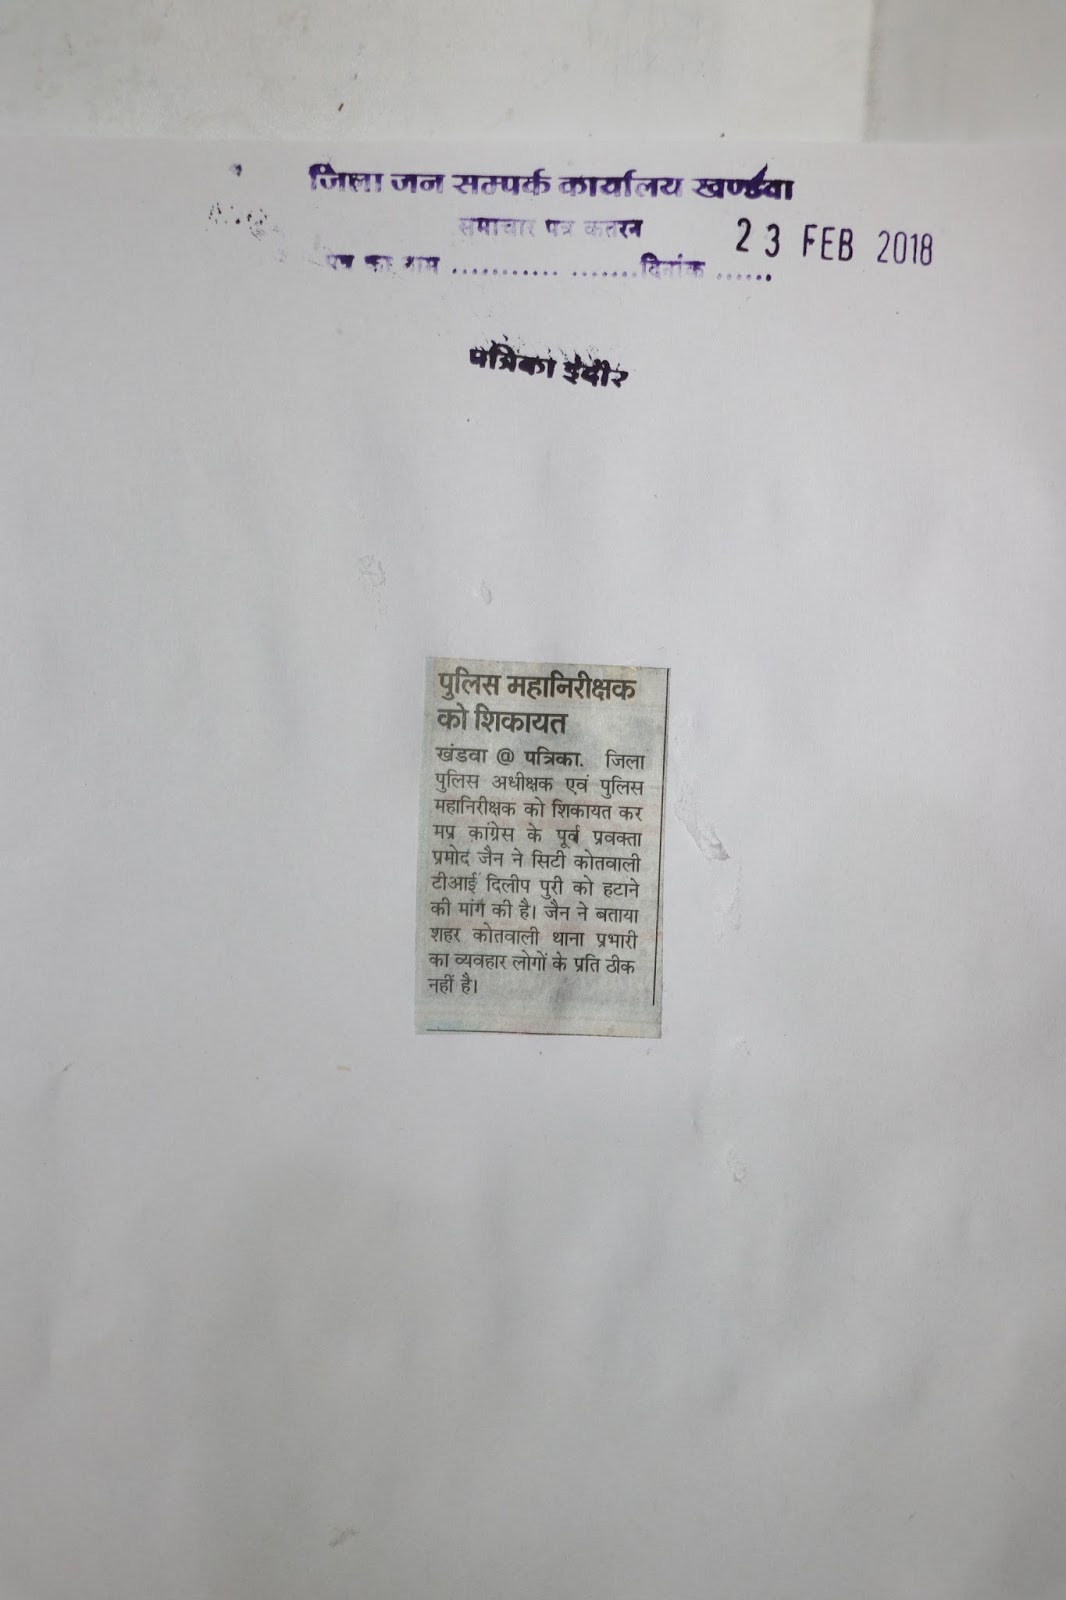 जिला जन सम्पर्क कार्यालय खण्डवा
समाचार पत्र कतरन
23 FEB 2018
पत्र का नाम .................. दिनांक ......
पत्रिका इंदौर
पुलिस महानिरीक्षक
को शिकायत
खंडवा @ पत्रिका. जिला
पुलिस अधीक्षक एवं पुलिस
महानिरीक्षक को शिकायत कर
मप्र कांग्रेस के पूर्व प्रवक्ता
प्रमोद जैन ने सिटी कोतवाली
टीआई दिलीप पुरी को हटाने
की मांग की है। जैन ने बताया
शहर कोतवाली थाना प्रभारी
का व्यवहार लोगों के प्रति ठीक
नहीं है।